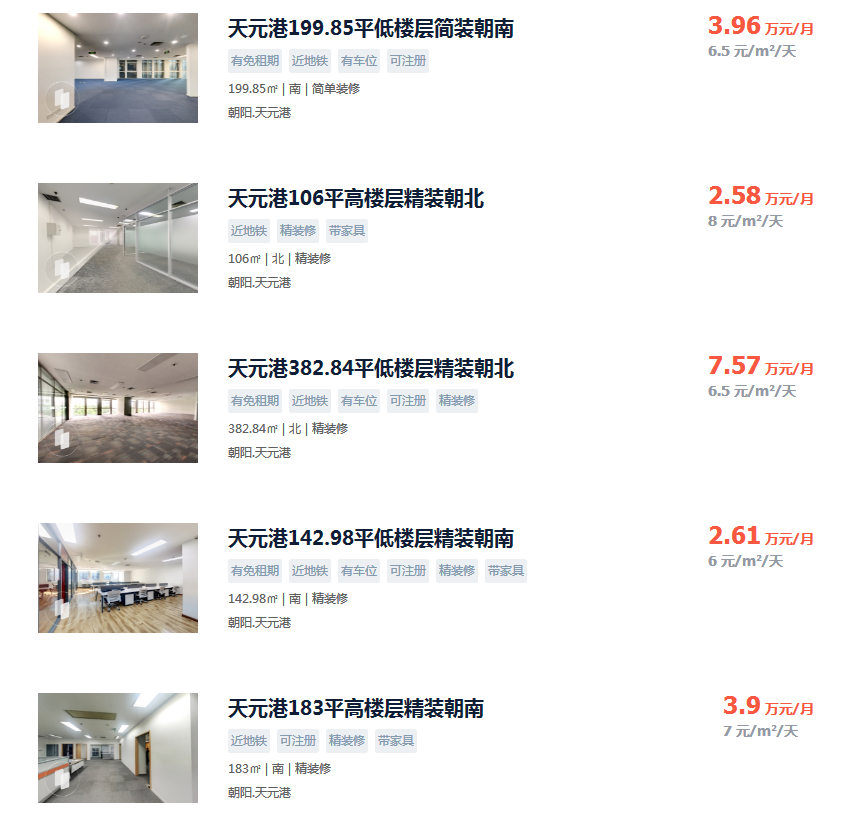 天元港199.85平低楼层简装朝南
3.96 万元/月
6.5 元/m²/天
有免租期 近地铁 有车位 可注册
199.85㎡ | 南 | 简单装修
朝阳.天元港
天元港106平高楼层精装朝北
2.58 万元/月
8 元/m²/天
近地铁 精装修 带家具
106㎡ | 北 | 精装修
朝阳.天元港
天元港382.84平低楼层精装朝北
7.57 万元/月
6.5 元/m²/天
有免租期 近地铁 有车位 可注册 精装修
382.84㎡ | 北 | 精装修
朝阳.天元港
天元港142.98平低楼层精装朝南
2.61 万元/月
6 元/m²/天
有免租期 近地铁 有车位 可注册 精装修 带家具
142.98㎡ | 南 | 精装修
朝阳.天元港
天元港183平高楼层精装朝南
3.9 万元/月
7 元/m²/天
近地铁 可注册 精装修 带家具
183㎡ | 南 | 精装修
朝阳.天元港